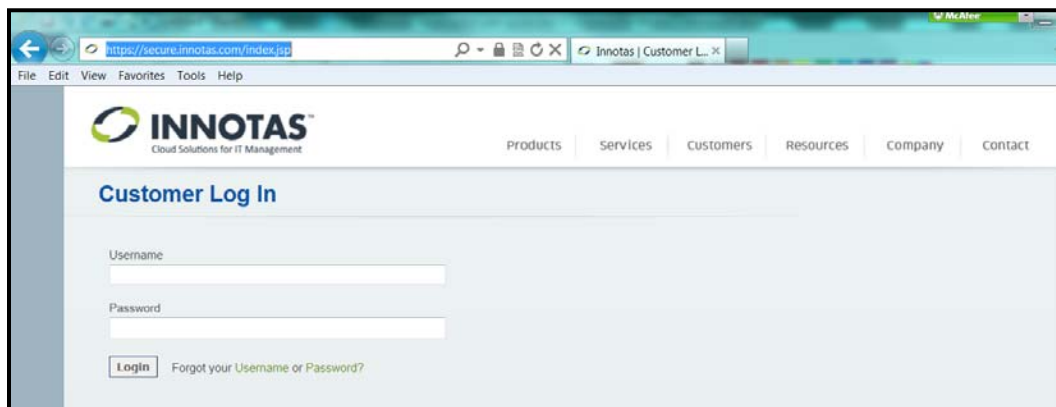 McAfee
https://secure.innotas.com/index.jsp
Innotas | Customer L...
File Edit View Favorites Tools Help
INNOTAS™
Cloud Solutions for IT Management
Products Services Customers Resources Company Contact
Customer Log In
Username
Password
Login Forgot your Username or Password?